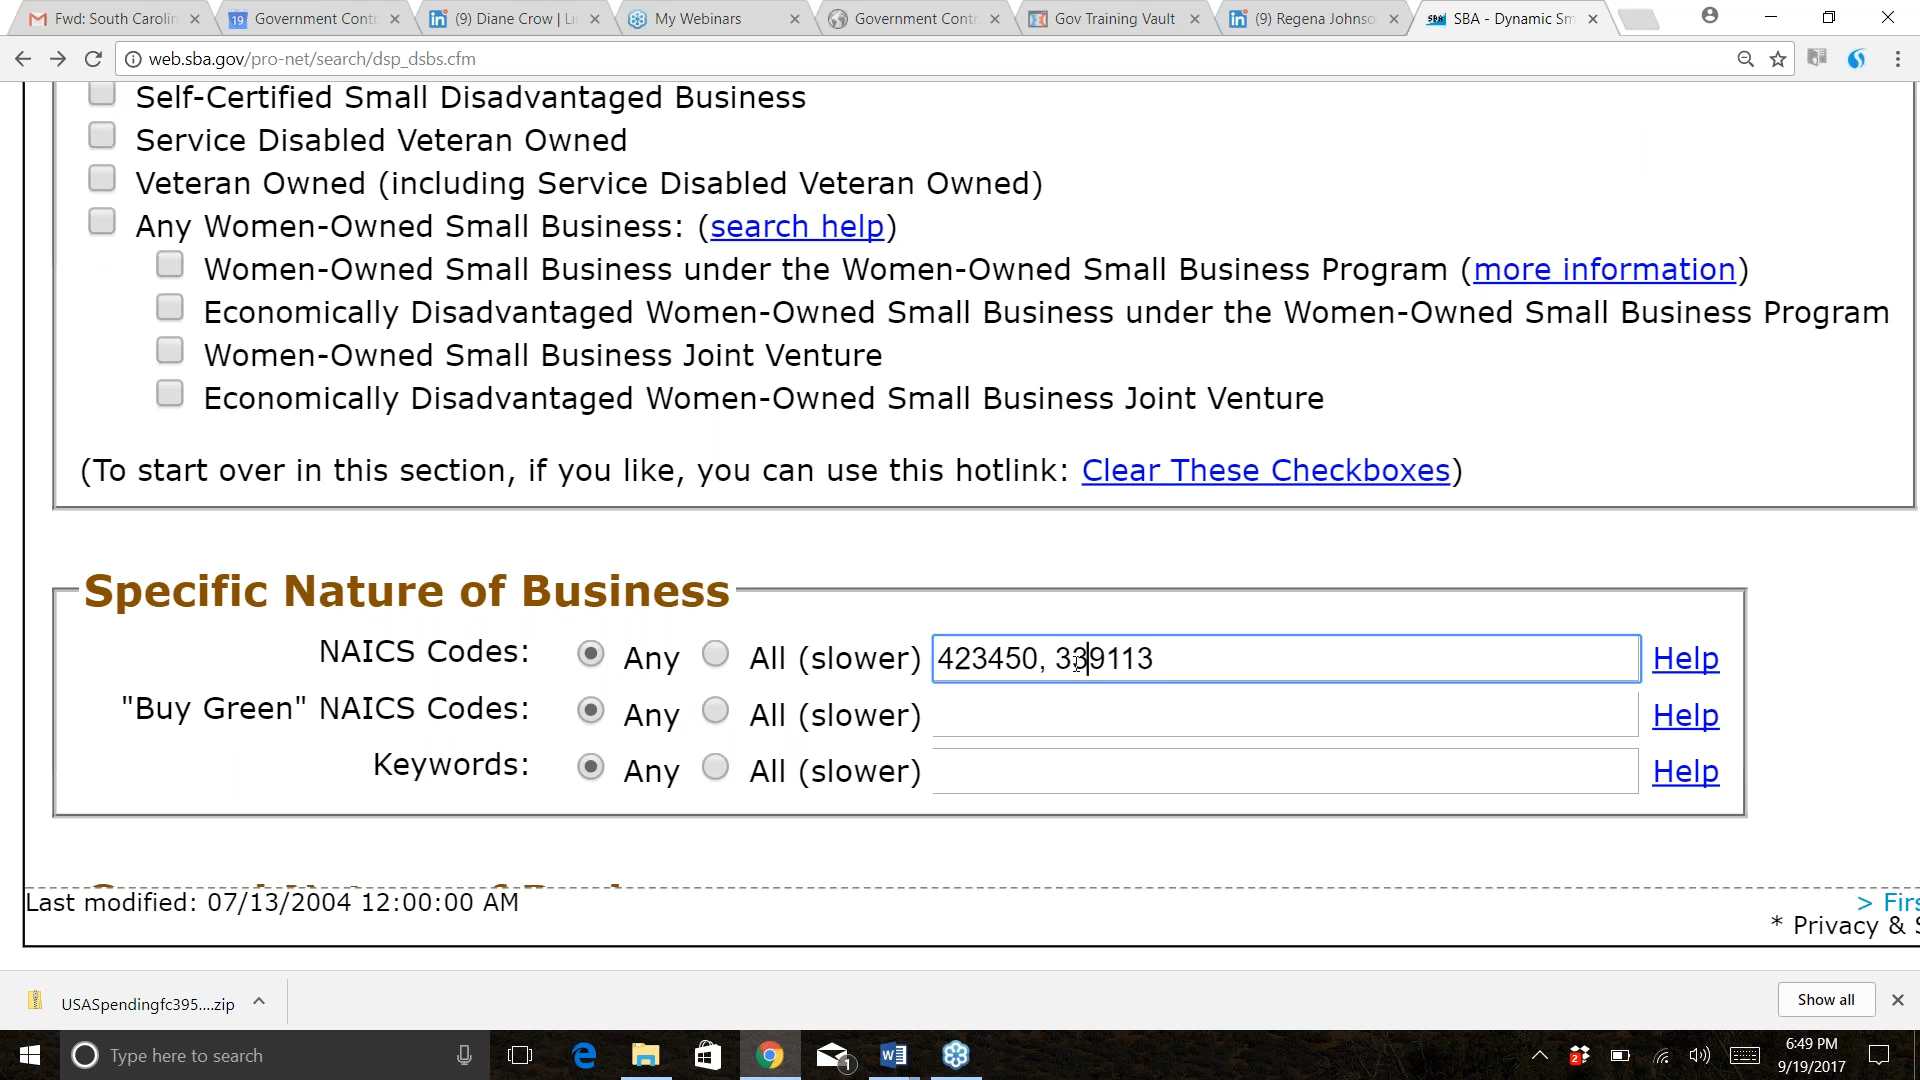 Fwd: South Carolin
Government Contr
(9) Diane Crow | Li
My Webinars
Government Contr
Gov Training Vault
(9) Regena Johnso
SBA - Dynamic Sm
web.sba.gov/pro-net/search/dsp_dsbs.cfm
Self-Certified Small Disadvantaged Business
Service Disabled Veteran Owned
Veteran Owned (including Service Disabled Veteran Owned)
Any Women-Owned Small Business: (search help)
Women-Owned Small Business under the Women-Owned Small Business Program (more information)
Economically Disadvantaged Women-Owned Small Business under the Women-Owned Small Business Program
Women-Owned Small Business Joint Venture
Economically Disadvantaged Women-Owned Small Business Joint Venture
(To start over in this section, if you like, you can use this hotlink: Clear These Checkboxes)
Specific Nature of Business
NAICS Codes: Any All (slower) 423450, 339113 Help
"Buy Green" NAICS Codes: Any All (slower) Help
Keywords: Any All (slower) Help
Last modified: 07/13/2004 12:00:00 AM
> Firs
* Privacy & S
USASpendingfc395....zip
Show all
Type here to search
1
2
6:49 PM
9/19/2017